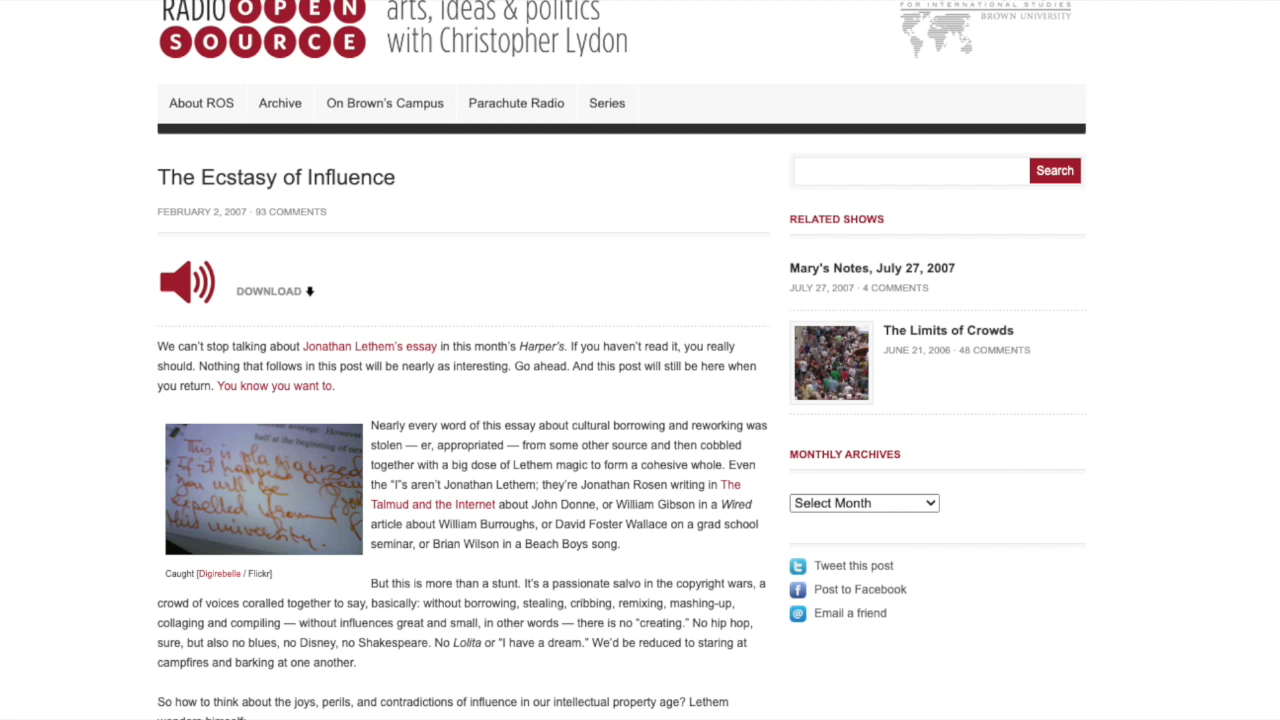 RADIO OPEN
SOURCE
arts, ideas & politics
with Christopher Lydon
FOR INTERNATIONAL STUDIES
BROWN UNIVERSITY
About ROS
Archive
On Brown's Campus
Parachute Radio
Series
The Ecstasy of Influence
FEBRUARY 2, 2007 · 93 COMMENTS
DOWNLOAD
We can't stop talking about Jonathan Lethem's essay in this month's Harper's. If you haven't read it, you really
should. Nothing that follows in this post will be nearly as interesting. Go ahead. And this post will still be here when
you return. You know you want to.
This is plagiarized
If it happens again
you will be
expelled from
this university.
Caught [Digirebelle / Flickr]
Nearly every word of this essay about cultural borrowing and reworking was
stolen — er, appropriated — from some other source and then cobbled
together with a big dose of Lethem magic to form a cohesive whole. Even
the "I"s aren't Jonathan Lethem; they're Jonathan Rosen writing in The
Talmud and the Internet about John Donne, or William Gibson in a Wired
article about William Burroughs, or David Foster Wallace on a grad school
seminar, or Brian Wilson in a Beach Boys song.
But this is more than a stunt. It's a passionate salvo in the copyright wars, a
crowd of voices coralled together to say, basically: without borrowing, stealing, cribbing, remixing, mashing-up,
collaging and compiling — without influences great and small, in other words — there is no "creating." No hip hop,
sure, but also no blues, no Disney, no Shakespeare. No Lolita or "I have a dream." We'd be reduced to staring at
campfires and barking at one another.
So how to think about the joys, perils, and contradictions of influence in our intellectual property age? Lethem
Search
RELATED SHOWS
Mary's Notes, July 27, 2007
JULY 27, 2007 · 4 COMMENTS
The Limits of Crowds
JUNE 21, 2006 · 48 COMMENTS
MONTHLY ARCHIVES
Select Month
Tweet this post
Post to Facebook
Email a friend